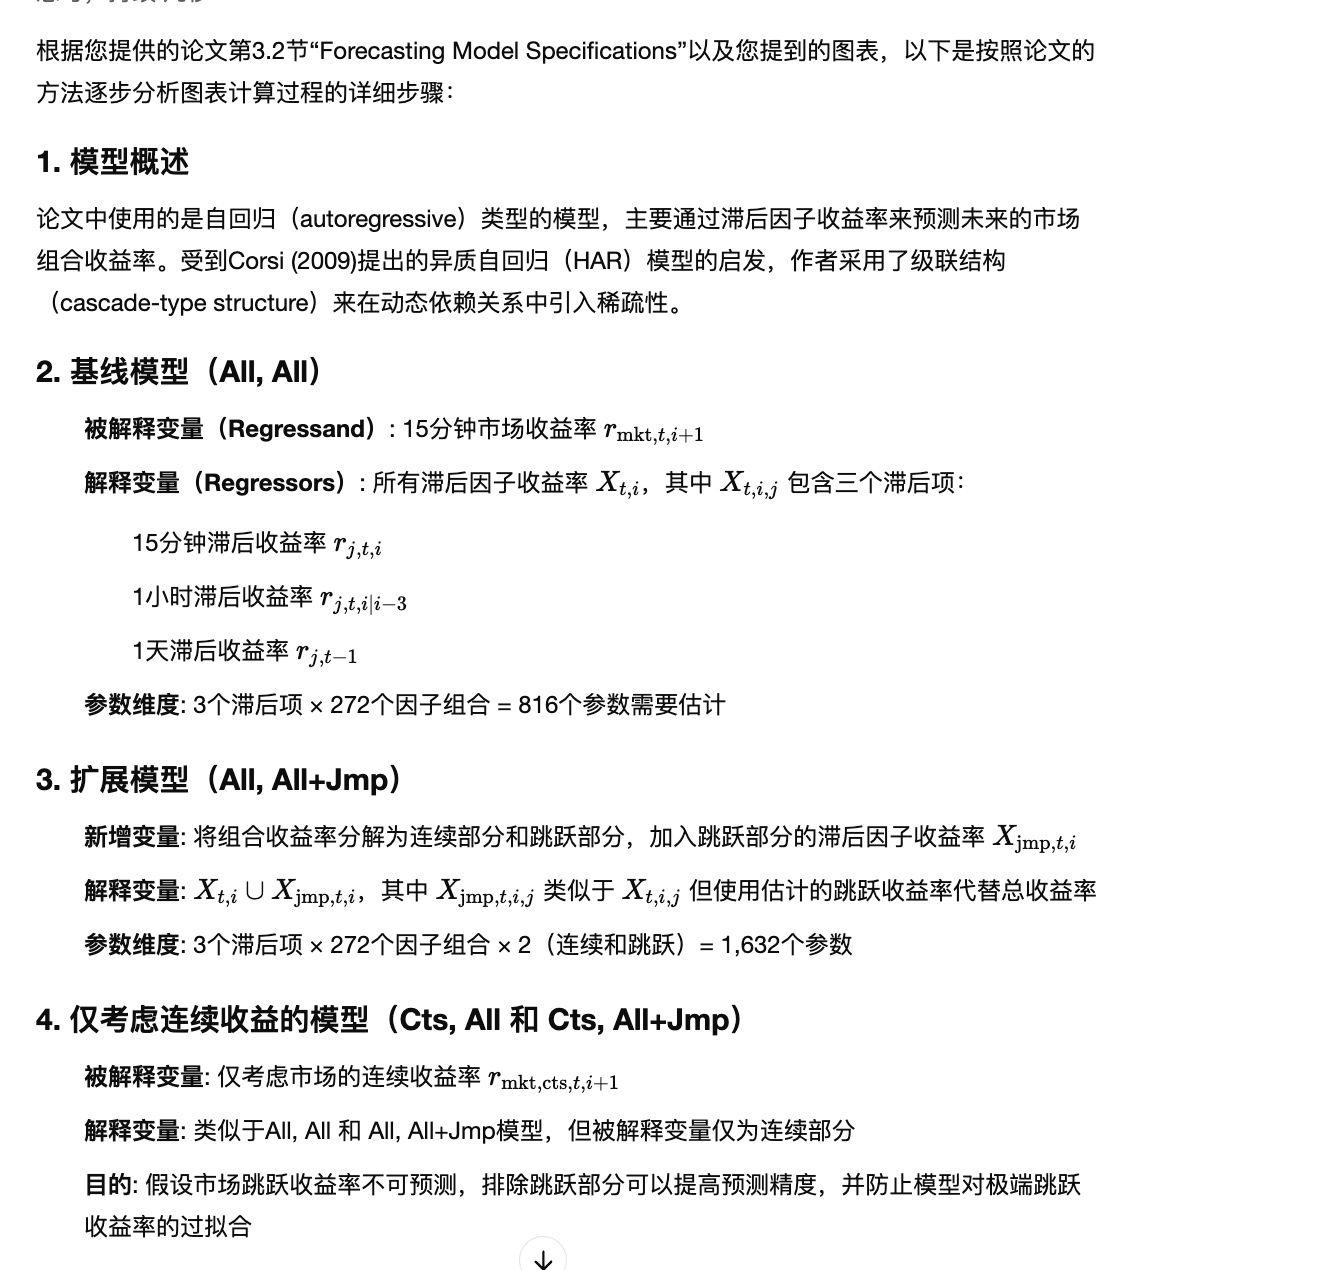 根据您提供的论文第3.2节“Forecasting Model Specifications”以及您提到的图表，以下是按照论文的
方法逐步分析图表计算过程的详细步骤：
1. 模型概述
论文中使用的是自回归（autoregressive）类型的模型，主要通过滞后因子收益率来预测未来的市场
组合收益率。受到Corsi (2009)提出的异质自回归（HAR）模型的启发，作者采用了级联结构
（cascade-type structure）来在动态依赖关系中引入稀疏性。
2. 基线模型（All, All）
被解释变量（Regressand）: 15分钟市场收益率 r_{mkt,t,i+1}
解释变量（Regressors）: 所有滞后因子收益率 X_{t,i}，其中 X_{t,i,j} 包含三个滞后项：
15分钟滞后收益率 r_{j,t,i}
1小时滞后收益率 r_{j,t,i|i−3}
1天滞后收益率 r_{j,t−1}
参数维度: 3个滞后项 × 272个因子组合 = 816个参数需要估计
3. 扩展模型（All, All+Jmp）
新增变量: 将组合收益率分解为连续部分和跳跃部分，加入跳跃部分的滞后因子收益率 X_{jmp,t,i}
解释变量: X_{t,i} ∪ X_{jmp,t,i}，其中 X_{jmp,t,i,j} 类似于 X_{t,i,j} 但使用估计的跳跃收益率代替总收益率
参数维度: 3个滞后项 × 272个因子组合 × 2（连续和跳跃）= 1,632个参数
4. 仅考虑连续收益的模型（Cts, All 和 Cts, All+Jmp）
被解释变量: 仅考虑市场的连续收益率 r_{mkt,cts,t,i+1}
解释变量: 类似于All, All 和 All, All+Jmp模型，但被解释变量仅为连续部分
目的: 假设市场跳跃收益率不可预测，排除跳跃部分可以提高预测精度，并防止模型对极端跳跃
收益率的过拟合